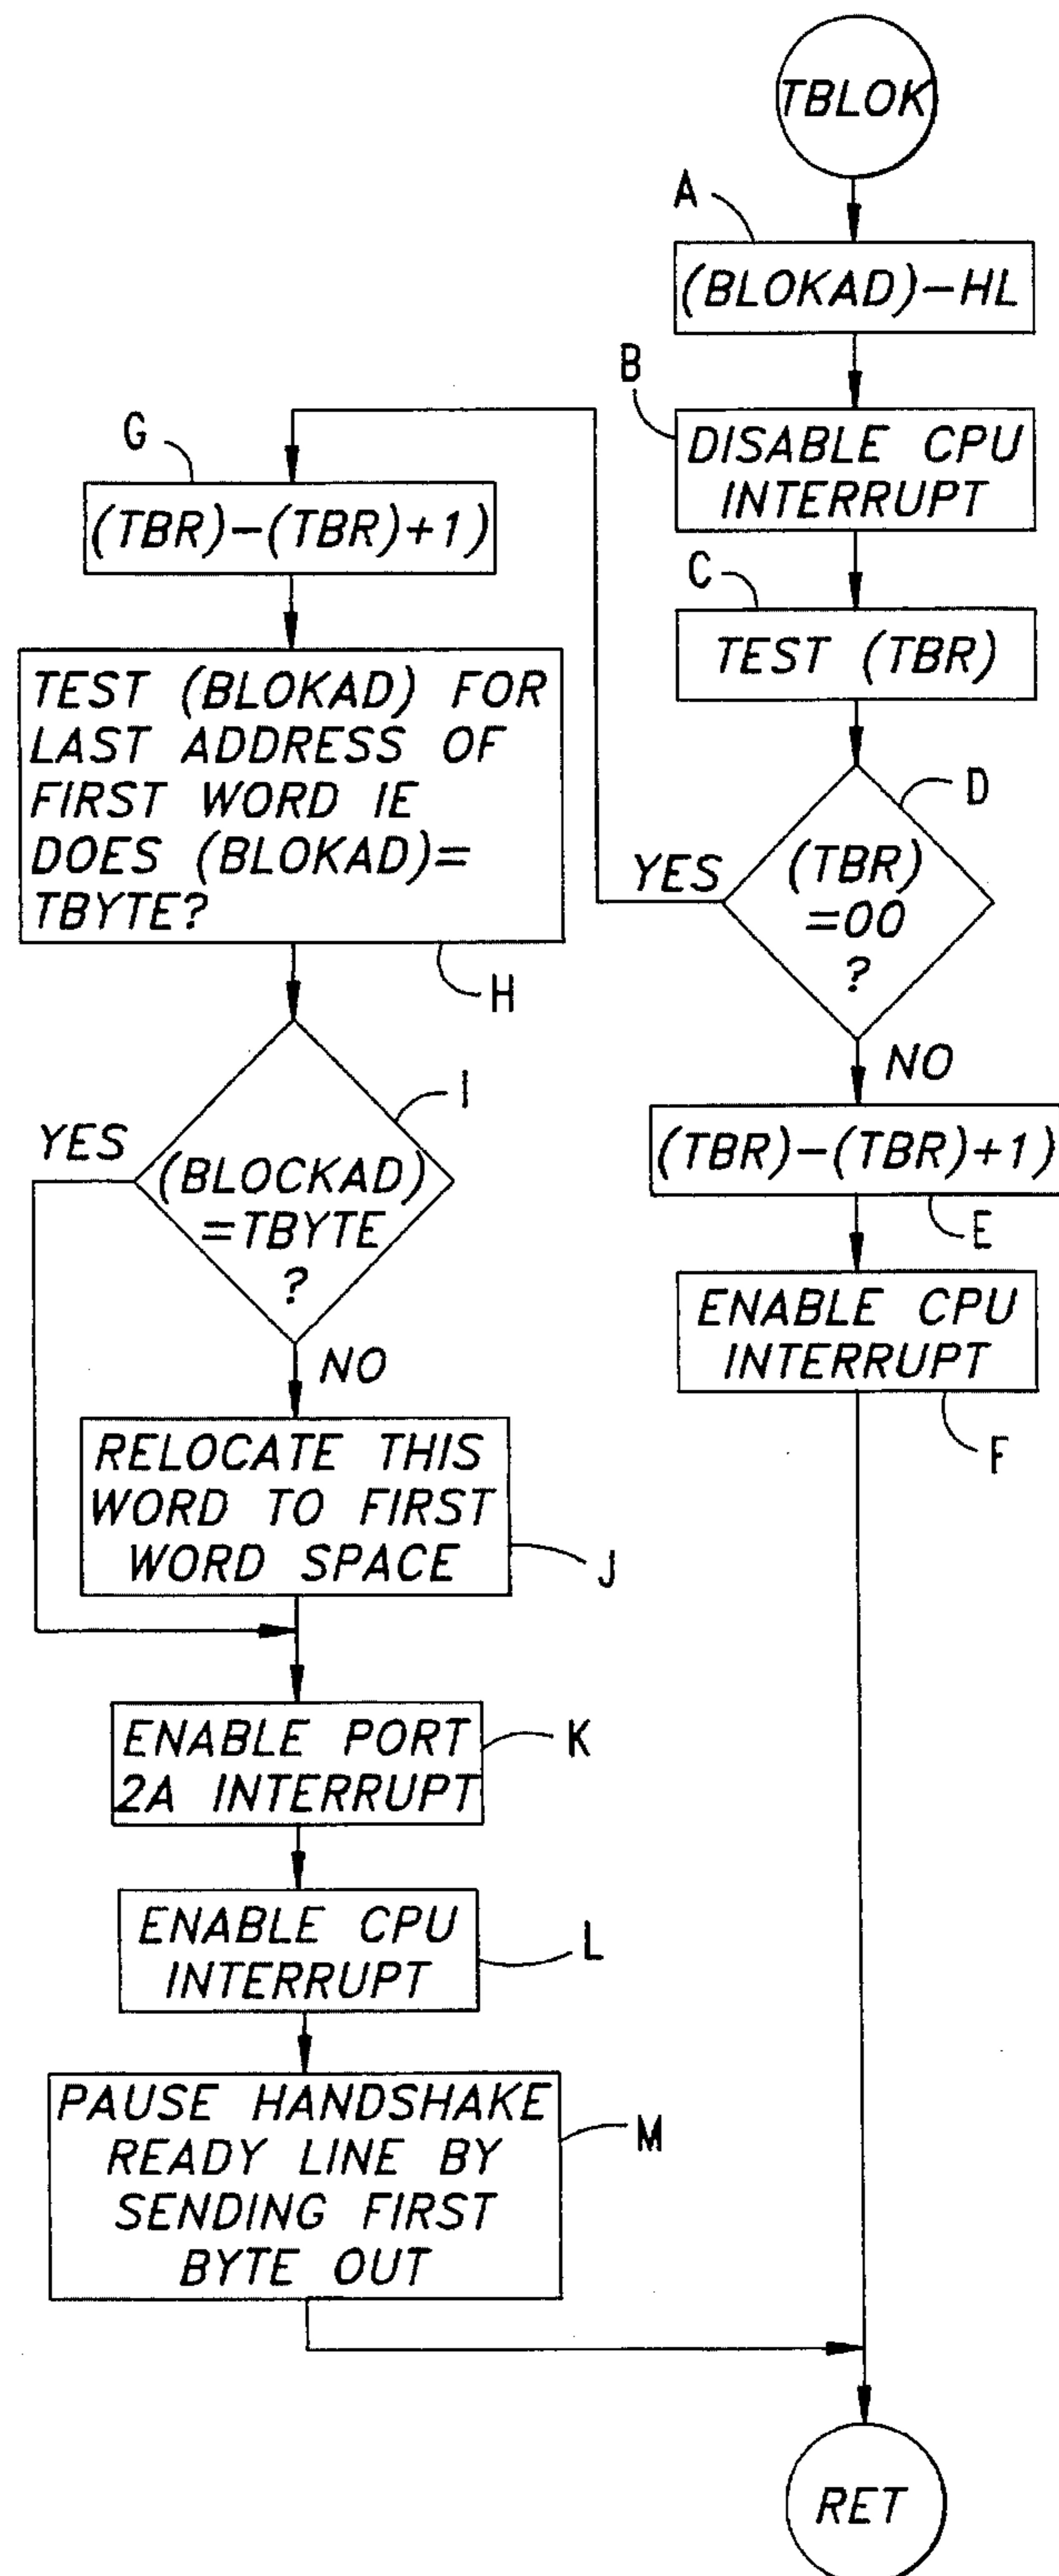 TBLOK
A
(BLOKAD)-HL
B
DISABLE CPU
INTERRUPT
C
TEST (TBR)
D
(TBR)
=00
?
YES
NO
(TBR)-(TBR)+1)
E
ENABLE CPU
INTERRUPT
F
G
(TBR)-(TBR)+1)
TEST (BLOKAD) FOR
LAST ADDRESS OF
FIRST WORD IE
DOES (BLOKAD)=
TBYTE?
H
I
YES
(BLOCKAD)
=TBYTE
?
NO
RELOCATE THIS
WORD TO FIRST
WORD SPACE
J
ENABLE PORT
2A INTERRUPT
K
ENABLE CPU
INTERRUPT
L
PAUSE HANDSHAKE
READY LINE BY
SENDING FIRST
BYTE OUT
M
RET